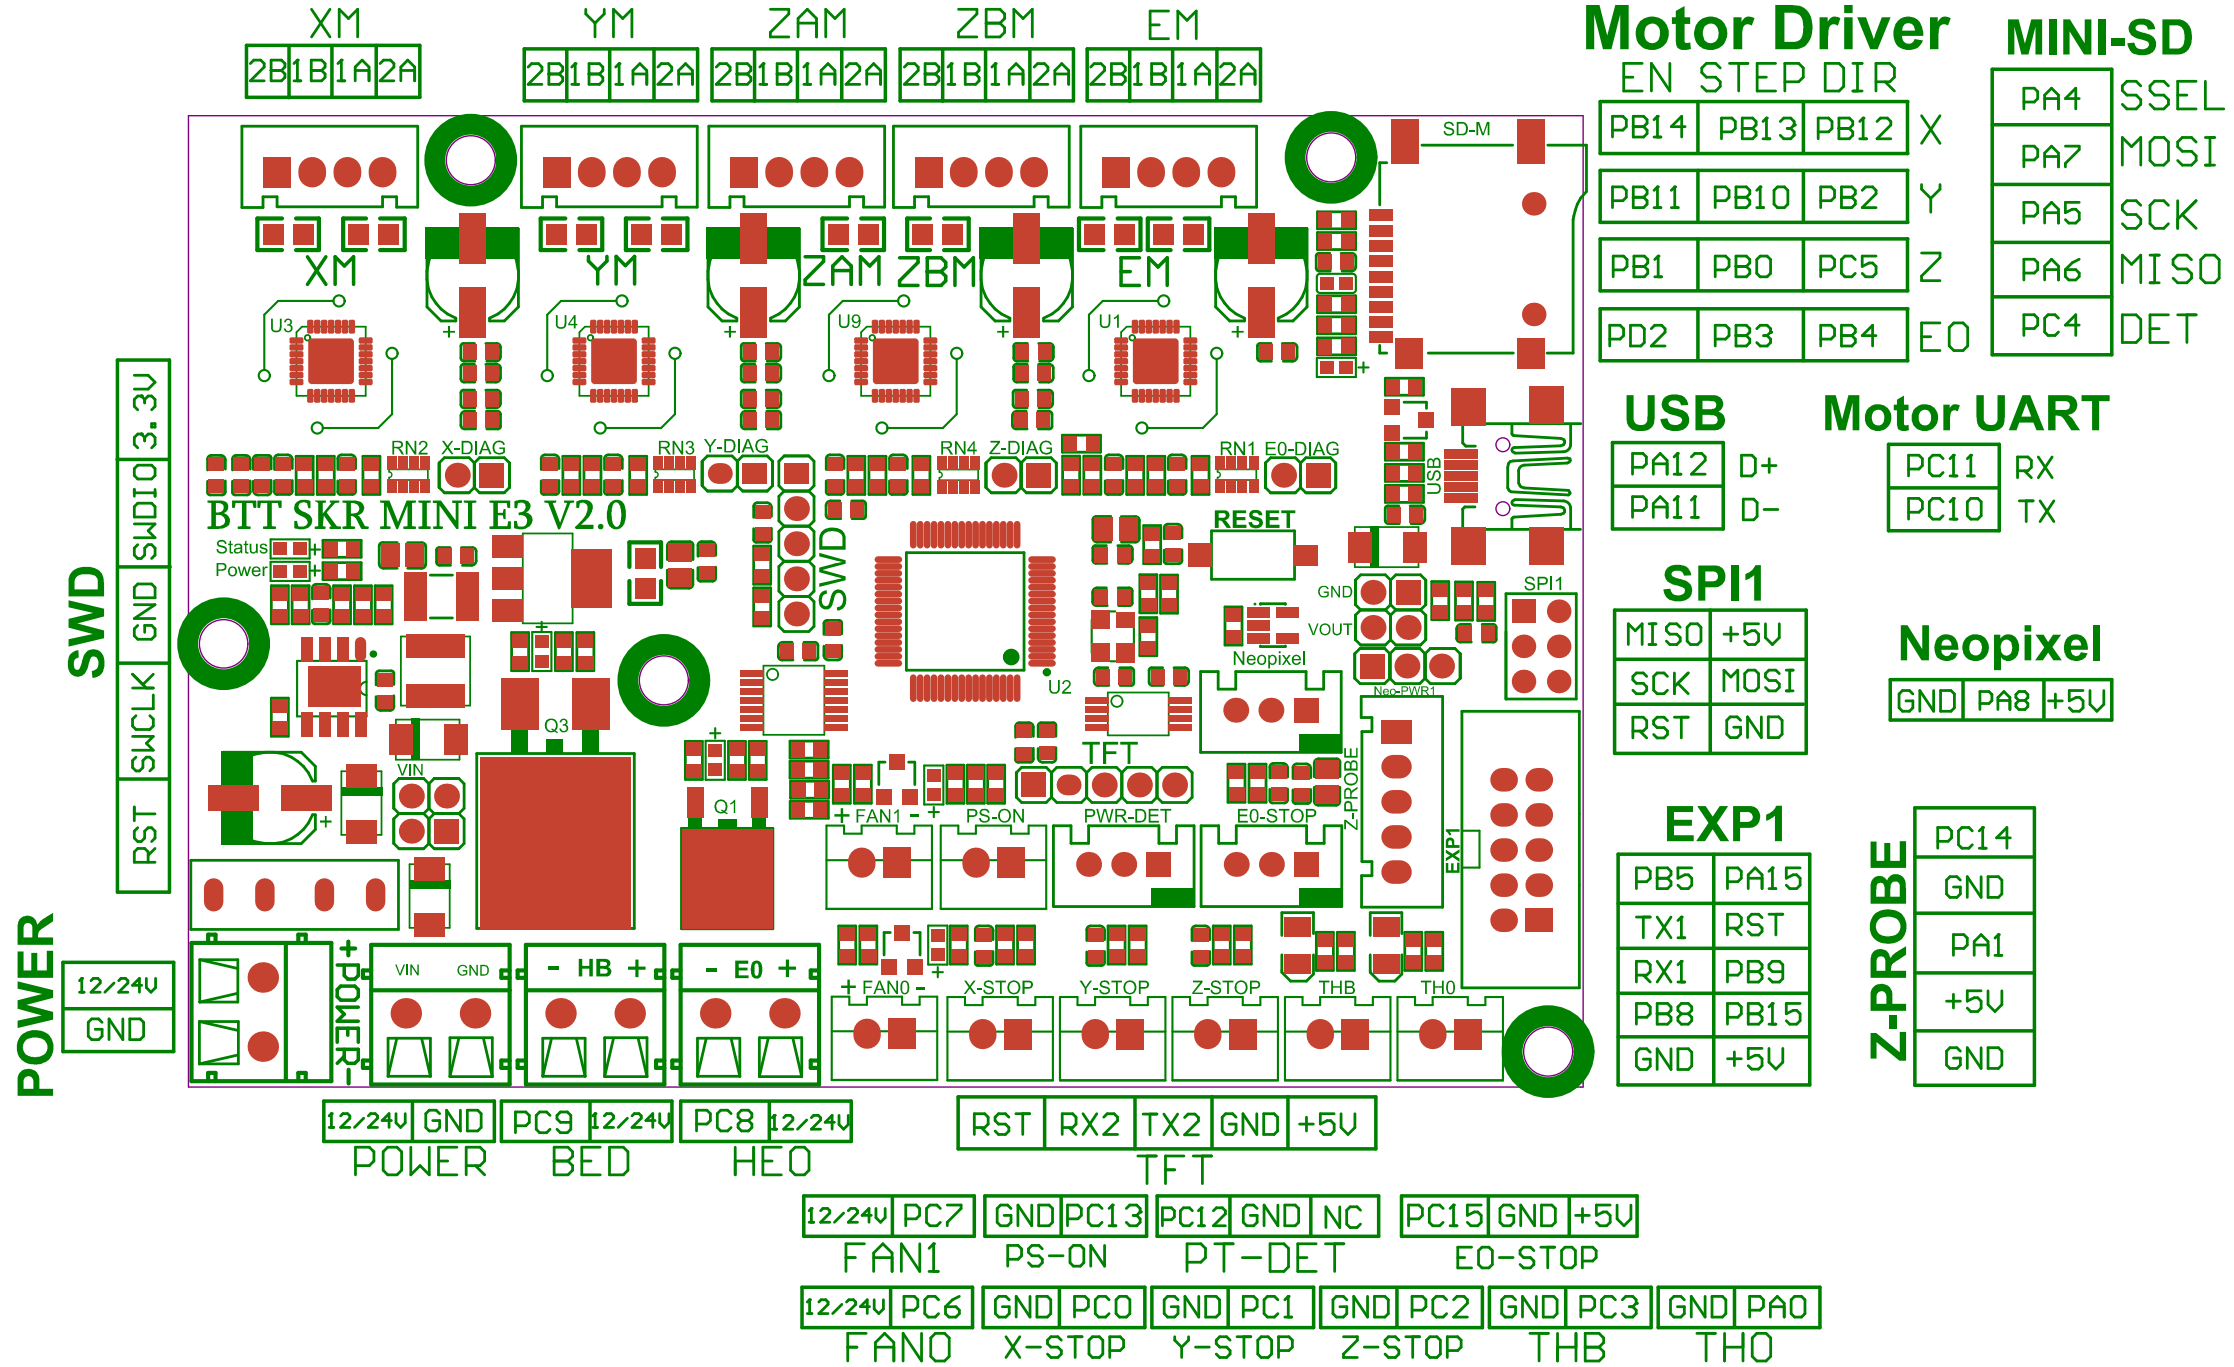 XM YM ZAM ZBM EM
2B 1B 1A 2A
2B 1B 1A 2A
2B 1B 1A 2A
2B 1B 1A 2A
2B 1B 1A 2A
Motor Driver
EN STEP DIR
PB14 PB13 PB12 X
PB11 PB10 PB2 Y
PB1 PB0 PC5 Z
PD2 PB3 PB4 E0
MINI-SD
PA4 SSEL
PA7 MOSI
PA5 SCK
PA6 MISO
PC4 DET
SD-M
XM YM ZAM ZBM EM
U3 U4 U9 U1
+ + + +
+
RN2 X-DIAG RN3 Y-DIAG RN4 Z-DIAG RN1 E0-DIAG
USB
BTT SKR MINI E3 V2.0
Status +
Power +
SWD
RESET
U2
GND
VOUT
Neopixel
Neo-PWR1
SPI1
+
Q3
VIN
+
+
Q1
TFT
Z-PROBE
EXP1
+ FAN1 - +
PS-ON
PWR-DET
E0-STOP
+POWER-
VIN GND
- HB +
- E0 +
+ FAN0 - +
X-STOP
Y-STOP
Z-STOP
THB
TH0
SWD
3.3V
SWDIO
GND
SWCLK
RST
POWER
12/24V
GND
USB
PA12 D+
PA11 D-
Motor UART
PC11 RX
PC10 TX
SPI1
MISO +5V
SCK MOSI
RST GND
Neopixel
GND PA8 +5V
EXP1
PB5 PA15
TX1 RST
RX1 PB9
PB8 PB15
GND +5V
Z-PROBE
PC14
GND
PA1
+5V
GND
12/24V GND
POWER
PC9 12/24V
BED
PC8 12/24V
HE0
RST RX2 TX2 GND +5V
TFT
12/24V PC7
FAN1
GND PC13
PS-ON
PC12 GND NC
PT-DET
PC15 GND +5V
E0-STOP
12/24V PC6
FAN0
GND PC0
X-STOP
GND PC1
Y-STOP
GND PC2
Z-STOP
GND PC3
THB
GND PA0
TH0